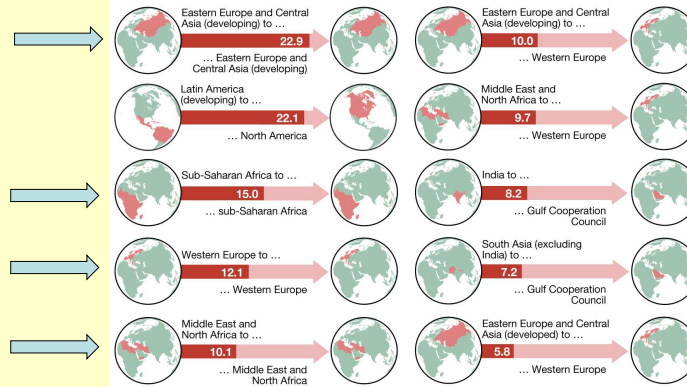 Eastern Europe and Central
Asia (developing) to ...
22.9
... Eastern Europe and
Central Asia (developing)
Eastern Europe and Central
Asia (developing) to ...
10.0
... Western Europe
Latin America
(developing) to ...
22.1
... North America
Middle East and
North Africa to ...
9.7
... Western Europe
Sub-Saharan Africa to ...
15.0
... sub-Saharan Africa
India to ...
8.2
... Gulf Cooperation
Council
Western Europe to ...
12.1
... Western Europe
South Asia (excluding
India) to ...
7.2
... Gulf Cooperation
Council
Middle East and
North Africa to ...
10.1
... Middle East and
North Africa
Eastern Europe and Central
Asia (developed) to ...
5.8
... Western Europe